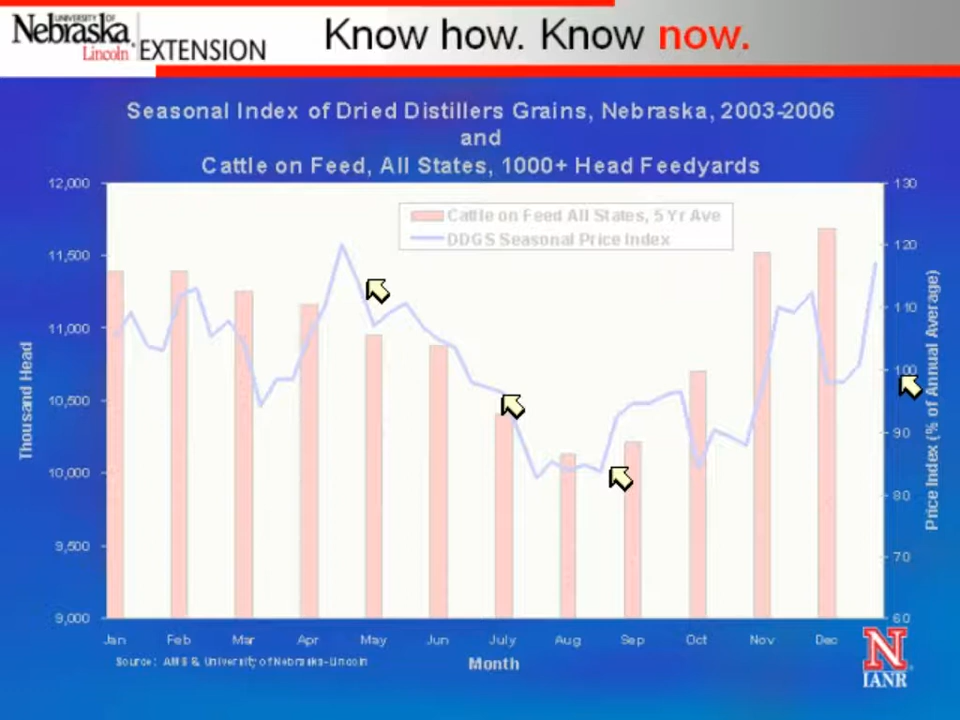 UNIVERSITY OF
Nebraska
Lincoln
EXTENSION
Know how. Know now.
Seasonal Index of Dried Distillers Grains, Nebraska, 2003-2006
and
Cattle on Feed, All States, 1000+ Head Feedyards
Cattle on Feed All States, 5 Yr Ave
DDGS Seasonal Price Index
Thousand Head
12,000
11,500
11,000
10,500
10,000
9,500
9,000
130
120
110
100
90
80
70
60
Price Index (% of Annual Average)
Jan Feb Mar Apr May Jun July Aug Sep Oct Nov Dec
Month
Source: AMS & University of Nebraska-Lincoln
N
IANR